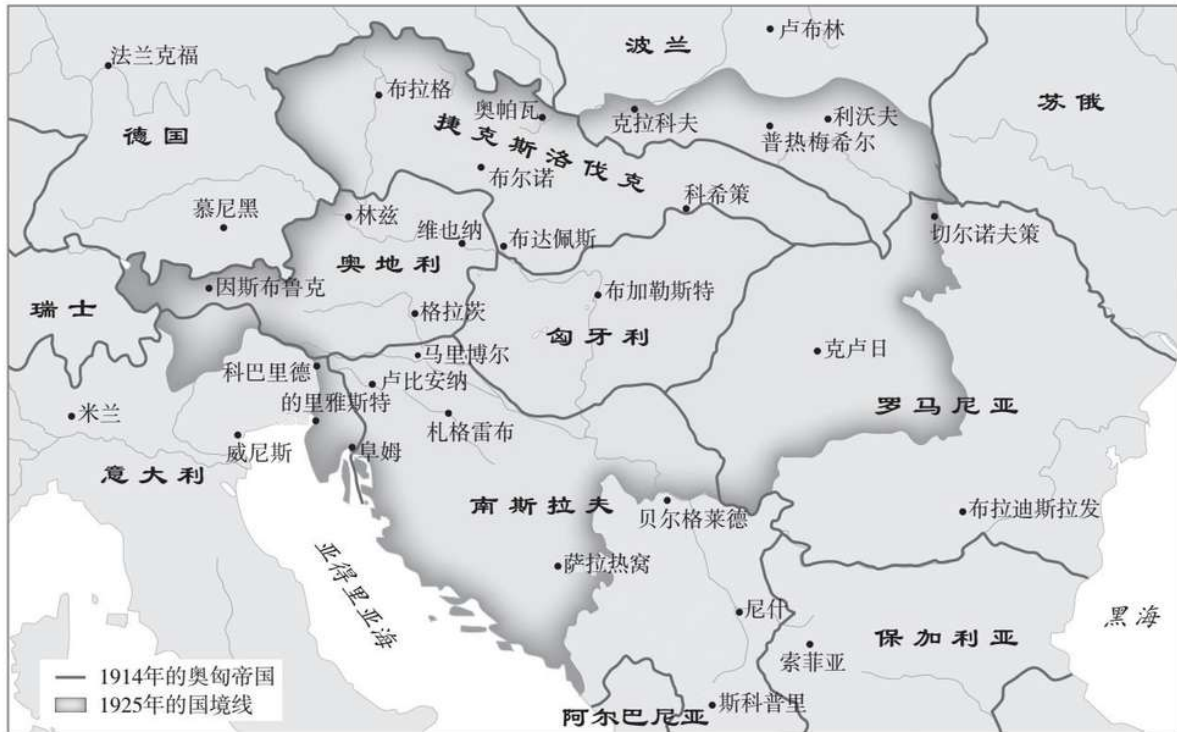 波兰
卢布林
法兰克福
布拉格
奥帕瓦
克拉科夫
利沃夫
普热梅希尔
苏俄
德国
捷克斯洛伐克
布尔诺
科希策
慕尼黑
林兹
维也纳
布达佩斯
切尔诺夫策
奥地利
因斯布鲁克
布加勒斯特
瑞士
格拉茨
匈牙利
克卢日
马里博尔
科巴里德
卢比安纳
的里雅斯特
札格雷布
罗马尼亚
米兰
威尼斯
阜姆
意大利
南斯拉夫
贝尔格莱德
布拉迪斯拉发
亚得里亚海
萨拉热窝
尼什
黑海
保加利亚
索菲亚
1914年的奥匈帝国
1925年的国境线
阿尔巴尼亚
斯科普里